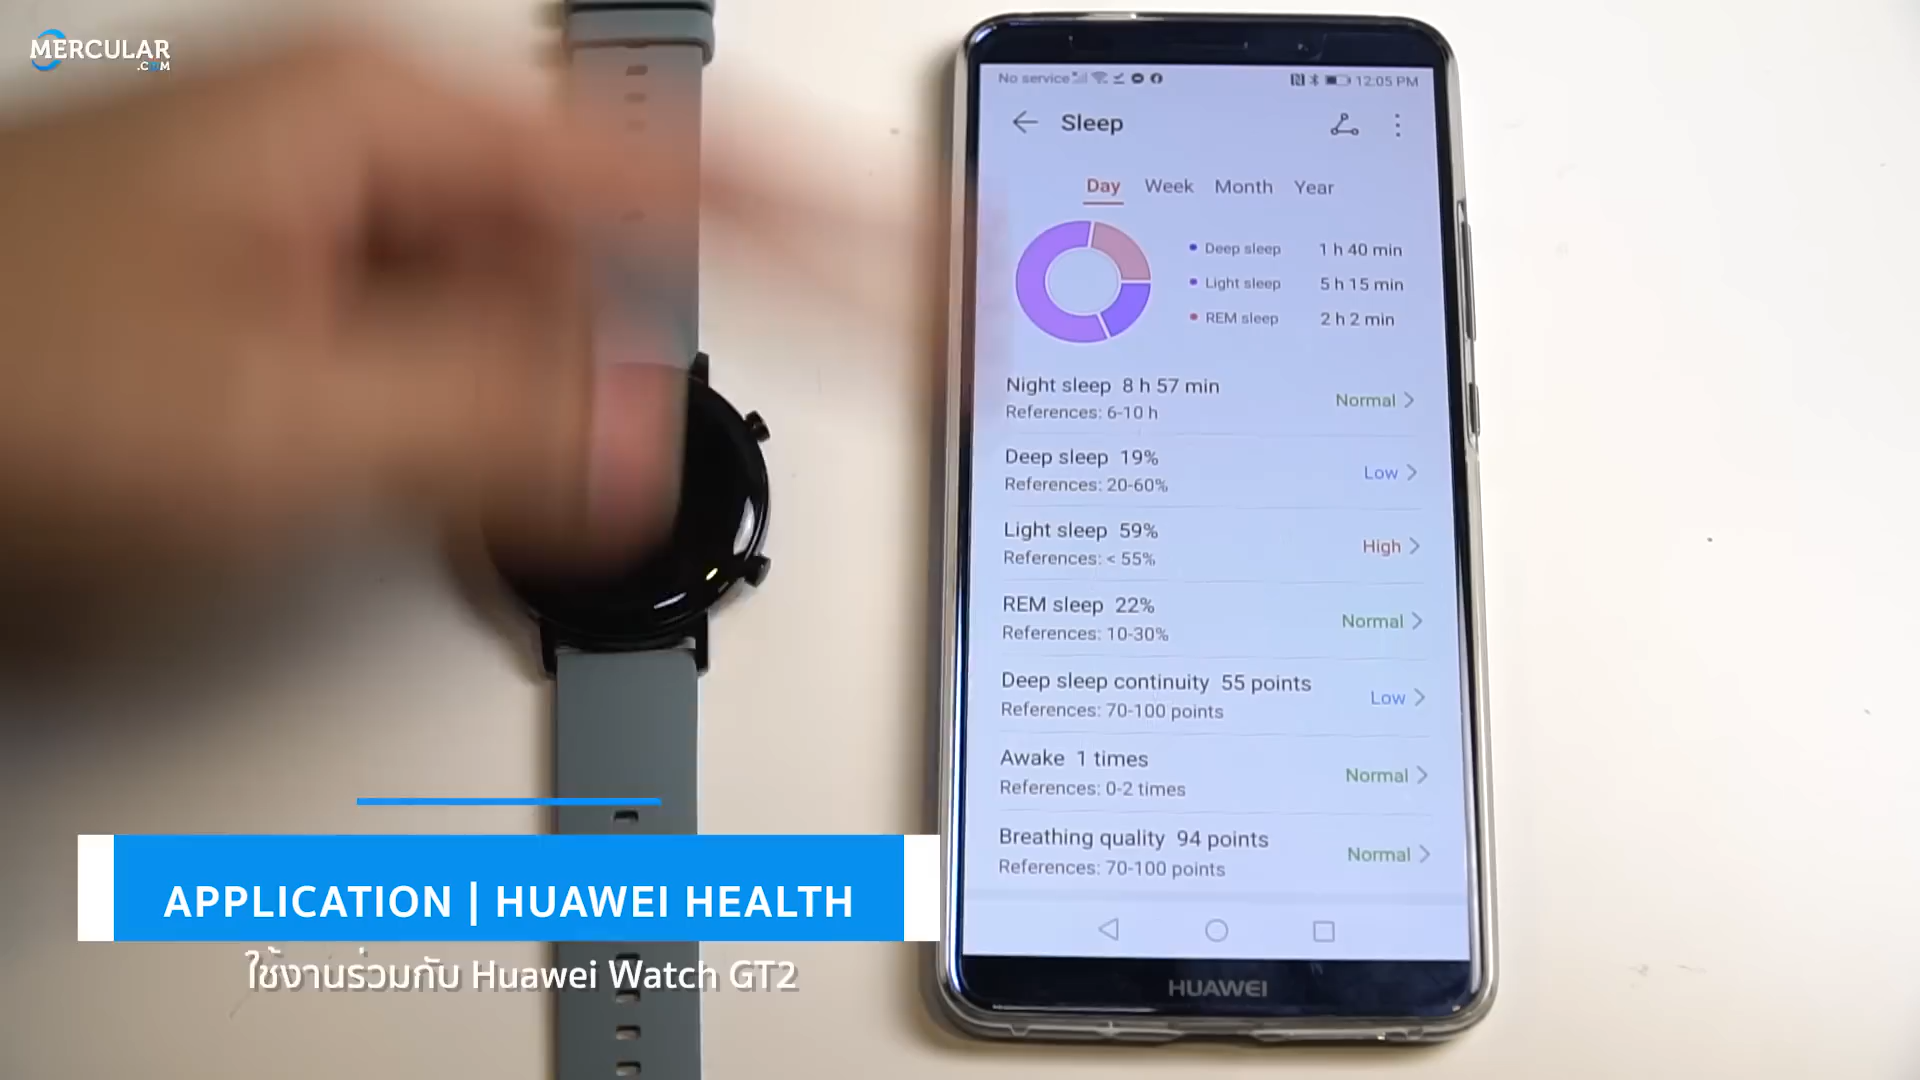 MERCULAR
.COM
No service 12:05 PM
Sleep
Day Week Month Year
Deep sleep 1 h 40 min
Light sleep 5 h 15 min
REM sleep 2 h 2 min
Night sleep 8 h 57 min
References: 6-10 h
Normal
Deep sleep 19%
References: 20-60%
Low
Light sleep 59%
References: < 55%
High
REM sleep 22%
References: 10-30%
Normal
Deep sleep continuity 55 points
References: 70-100 points
Low
Awake 1 times
References: 0-2 times
Normal
Breathing quality 94 points
References: 70-100 points
Normal
HUAWEI
APPLICATION | HUAWEI HEALTH
ใช้งานร่วมกับ Huawei Watch GT2